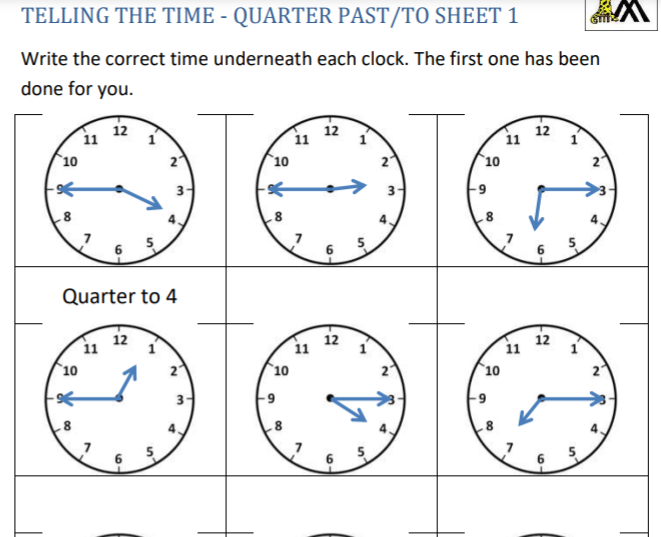 TELLING THE TIME - QUARTER PAST/TO SHEET 1
Write the correct time underneath each clock. The first one has been
done for you.
12 1 2 3 4 5 6 7 8 9 10 11
12 1 2 3 4 5 6 7 8 9 10 11
12 1 2 3 4 5 6 7 8 9 10 11
Quarter to 4
12 1 2 3 4 5 6 7 8 9 10 11
12 1 2 3 4 5 6 7 8 9 10 11
12 1 2 3 4 5 6 7 8 9 10 11